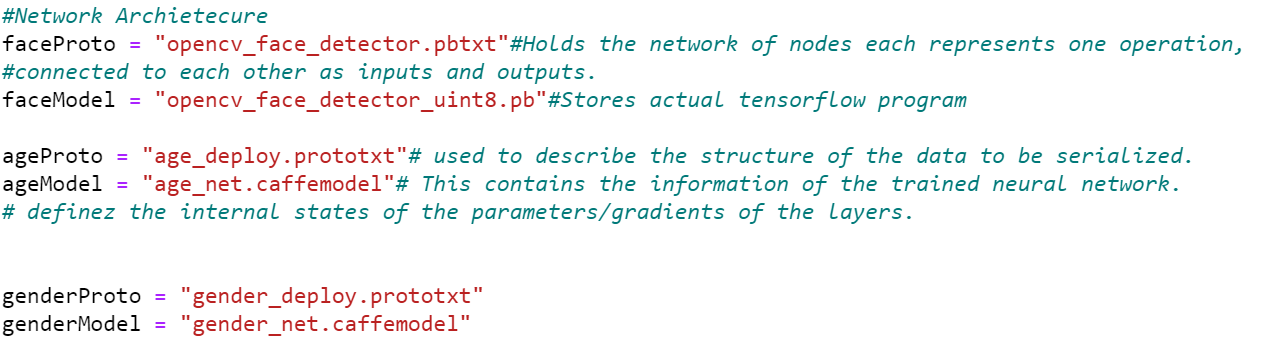 #Network Archietecure
faceProto = "opencv_face_detector.pbtxt"#Holds the network of nodes each represents one operation,
#connected to each other as inputs and outputs.
faceModel = "opencv_face_detector_uint8.pb"#Stores actual tensorflow program
ageProto = "age_deploy.prototxt"# used to describe the structure of the data to be serialized.
ageModel = "age_net.caffemodel"# This contains the information of the trained neural network.
# definez the internal states of the parameters/gradients of the layers.
genderProto = "gender_deploy.prototxt"
genderModel = "gender_net.caffemodel"